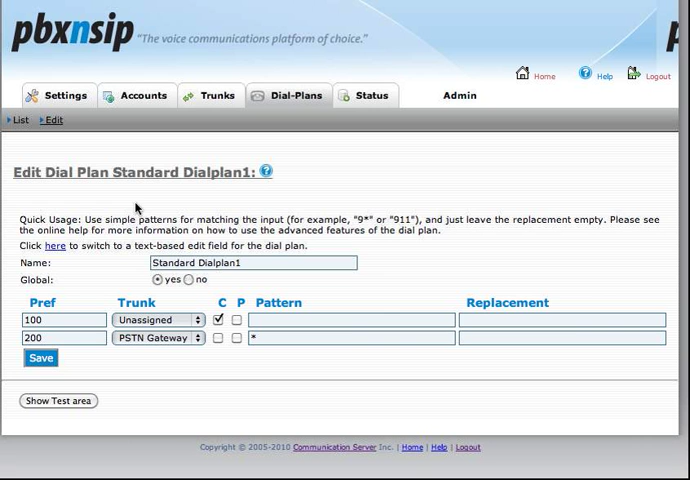 pbxnsip "The voice communications platform of choice."
Home Help Logout
Settings Accounts Trunks Dial-Plans Status Admin
List Edit
Edit Dial Plan Standard Dialplan1:
Quick Usage: Use simple patterns for matching the input (for example, "9*" or "911"), and just leave the replacement empty. Please see
the online help for more information on how to use the advanced features of the dial plan.
Click here to switch to a text-based edit field for the dial plan.
Name: Standard Dialplan1
Global: yes no
Pref Trunk C P Pattern Replacement
100 Unassigned
200 PSTN Gateway *
Save
Show Test area
Copyright © 2005-2010 Communication Server Inc. | Home | Help | Logout